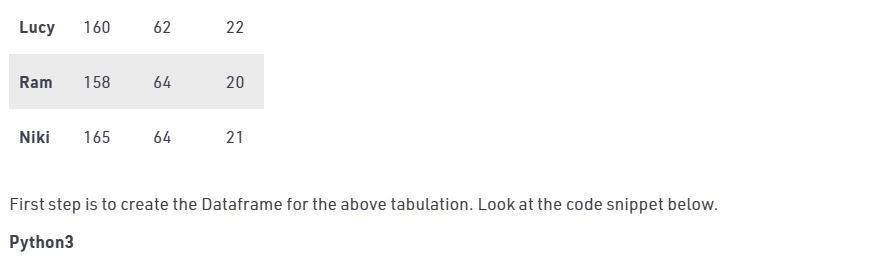 Lucy 160 62 22
Ram 158 64 20
Niki 165 64 21
First step is to create the Dataframe for the above tabulation. Look at the code snippet below.
Python3